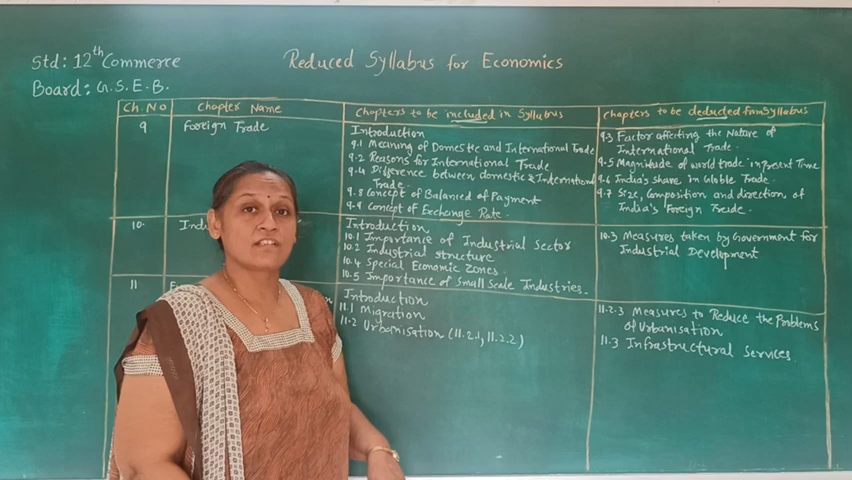 Std: 12th Commerce
Reduced Syllabus for Economics
Board: G.S.E.B.
Ch. No
Chapter Name
Chapters to be included in Syllabus
Chapters to be deducted from Syllabus
9
Foreign Trade
Introduction
9.1 Meaning of Domestic and International Trade
9.2 Reasons for International Trade
9.4 Difference between domestic & International
Trade.
9.8 Concept of Balanced of Payment
9.9 Concept of Exchange Rate.
9.3 Factor affecting the Nature of
International Trade.
9.5 Magnitude of world trade in Present Time
9.6 India's Share in Globle Trade.
9.7 Size, Composition and direction of
India's Foreign Trade.
10.
Indu
Introduction
10.1 Importance of Industrial Sector
10.2 Industrial Structure
10.4 Special Economic Zones.
10.5 Importance of Small Scale Industries.
10.3 Measures taken by Government for
Industrial Development
11
Introduction
11.1 Migration
11.2 Urbanisation (11.2.1, 11.2.2)
11.2.3 Measures to Reduce the Problems
of Urbanisation
11.3 Infrastructural Services.